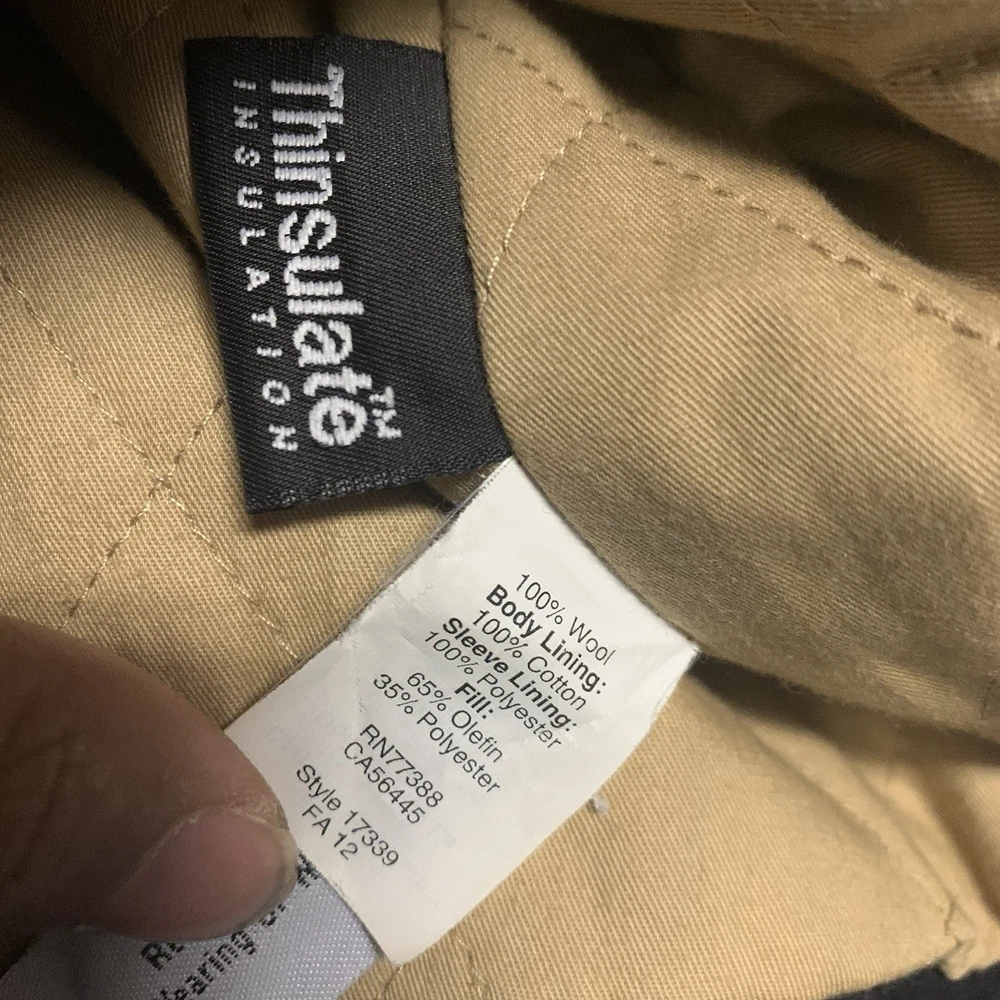 Thinsulate™
INSULATION
100% Wool
Body Lining:
100% Cotton
Sleeve Lining:
100% Polyester
Fill:
65% Olefin
35% Polyester
RN77388
CA56445
Style 17339
FA 12